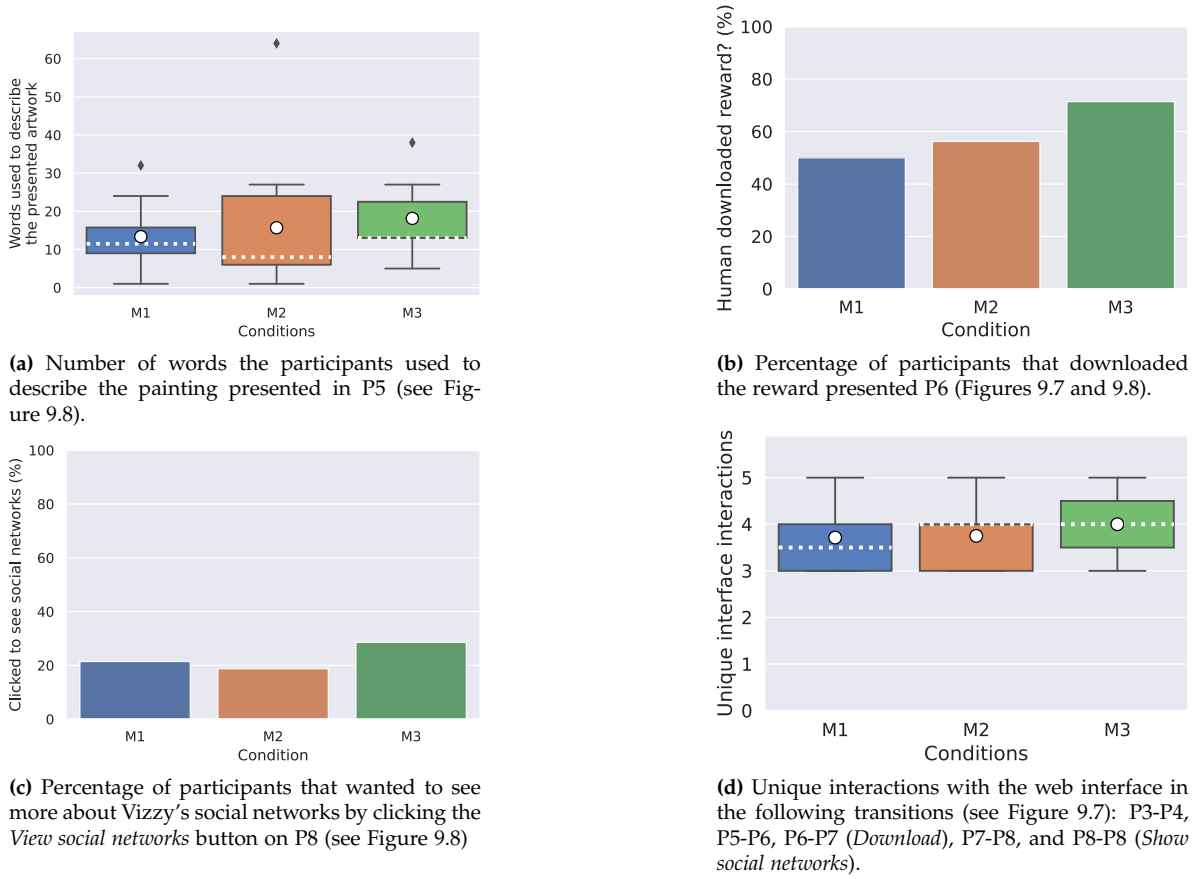 Words used to describe
the presented artwork
60
50
40
30
20
10
0
M1
M2
M3
Conditions
(a) Number of words the participants used to
describe the painting presented in P5 (see Fig-
ure 9.8).
Human downloaded reward? (%)
100
80
60
40
20
0
M1
M2
M3
Condition
(b) Percentage of participants that downloaded
the reward presented P6 (Figures 9.7 and 9.8).
Clicked to see social networks (%)
100
80
60
40
20
0
M1
M2
M3
Condition
(c) Percentage of participants that wanted to see
more about Vizzy's social networks by clicking the
View social networks button on P8 (see Figure 9.8)
Unique interface interactions
5
4
3
2
1
0
M1
M2
M3
Conditions
(d) Unique interactions with the web interface in
the following transitions (see Figure 9.7): P3-P4,
P5-P6, P6-P7 (Download), P7-P8, and P8-P8 (Show
social networks).